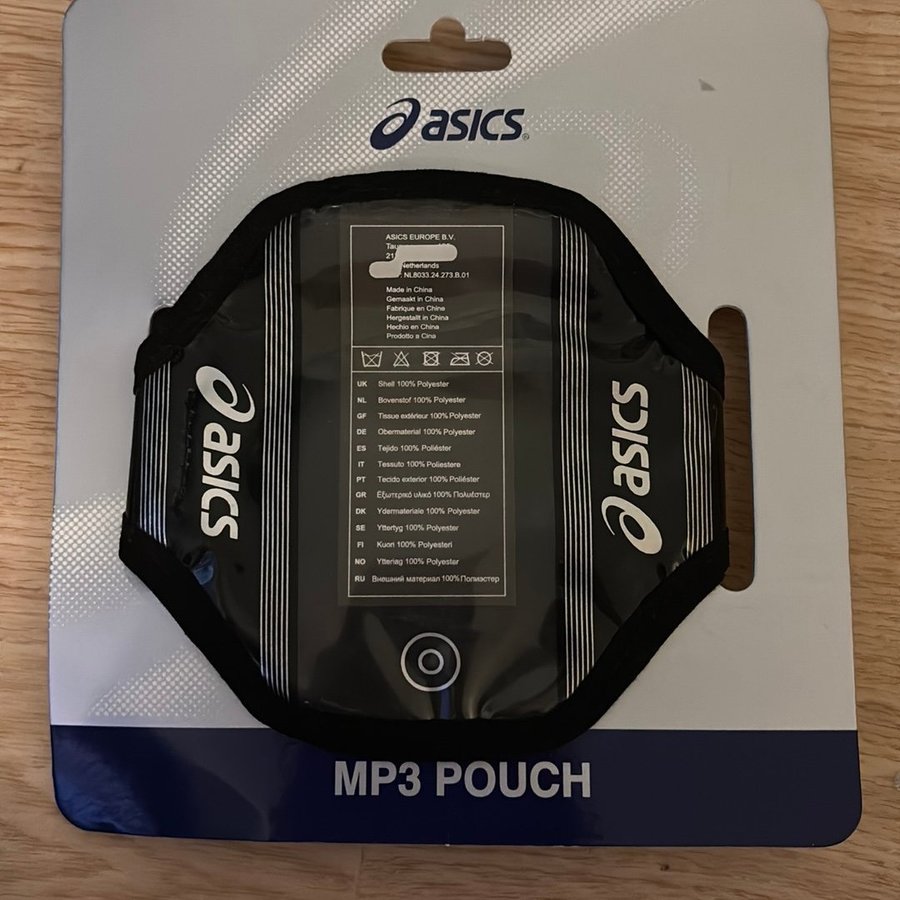 asics
ASICS EUROPE B.V.
Netherlands
NL8033.24.273.B.01
Made in China
Gemaakt in China
Fabrique en Chine
Hergestellt in China
Hecho en China
Prodotto a Cina
UK Shell 100% Polyester
NL Bovenstof 100% Polyester
GF Tissue extérieur 100% Polyester
DE Obermaterial 100% Polyester
ES Tejido 100% Poliéster
IT Tessuto 100% Poliestere
PT Tecido exterior 100% Poliéster
GR Εξωτερικό υλικό 100% Πολυέστερ
DK Ydermateriale 100% Polyester
SE Yttertyg 100% Polyester
FI Kuori 100% Polyesteri
NO Ytterlag 100% Polyester
RU Внешний материал 100% Полиэстер
asics
asics
MP3 POUCH